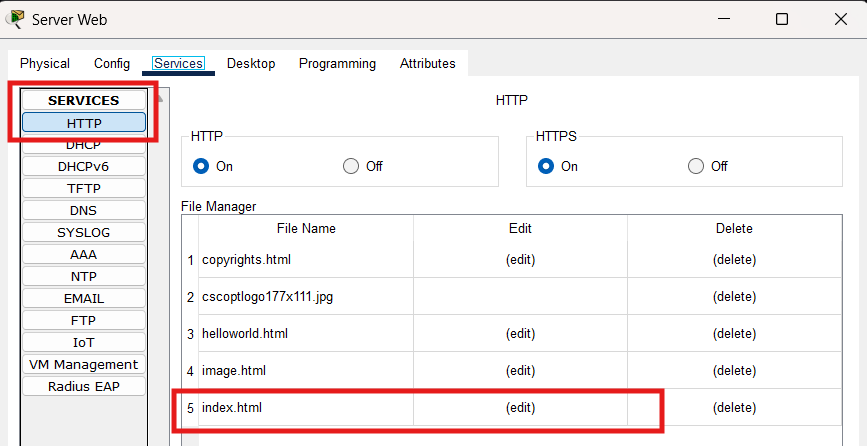 Server Web
Physical Config Services Desktop Programming Attributes
SERVICES
HTTP
DHCP
DHCPv6
TFTP
DNS
SYSLOG
AAA
NTP
EMAIL
FTP
IoT
VM Management
Radius EAP
HTTP
HTTP
On Off
HTTPS
On Off
File Manager
File Name Edit Delete
1 copyrights.html (edit) (delete)
2 cscoptlogo177x111.jpg (delete)
3 helloworld.html (edit) (delete)
4 image.html (edit) (delete)
5 index.html (edit) (delete)